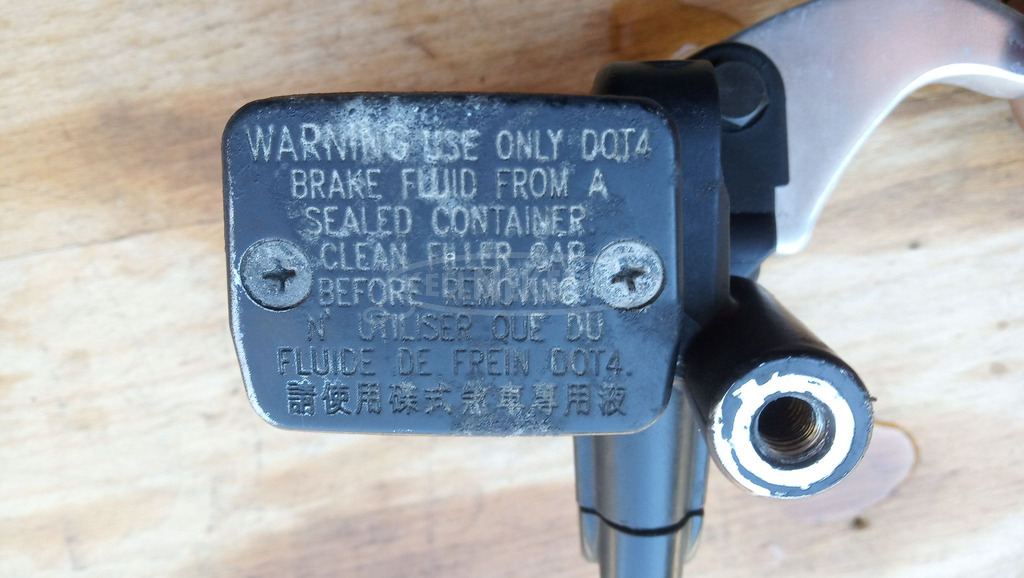 WARNING USE ONLY DOT4
BRAKE FLUID FROM A
SEALED CONTAINER.
CLEAN FILLER CAP
BEFORE REMOVING.
N' UTILISER QUE DU
FLUIDE DE FREIN DOT4.
請使用碟式煞車專用液